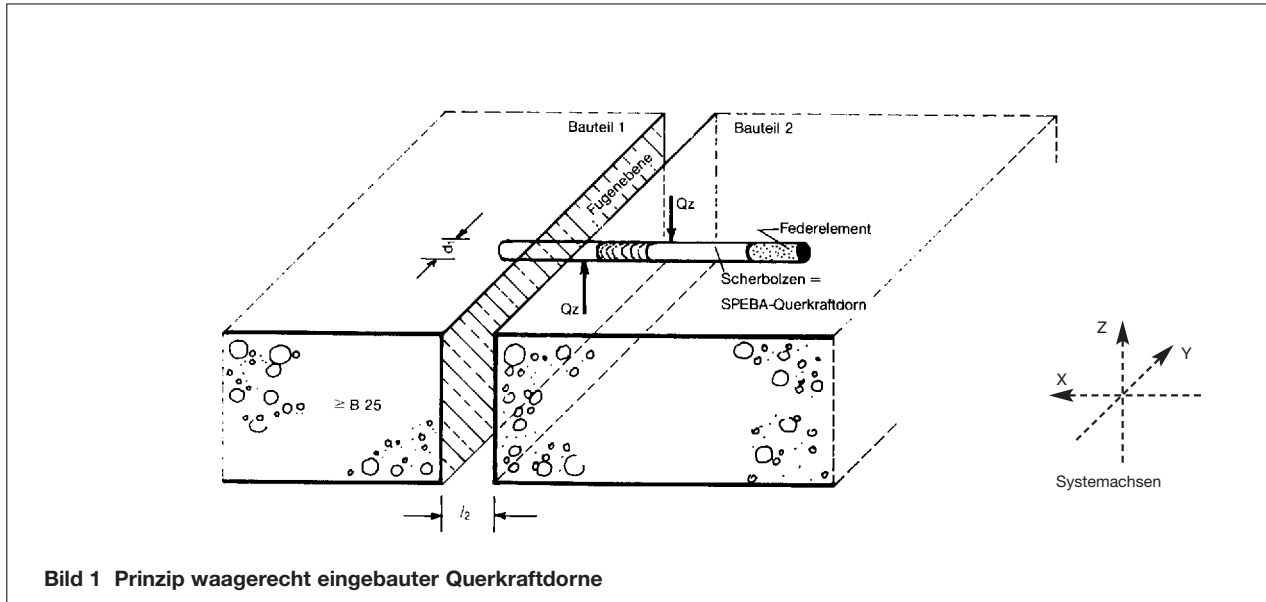 Bauteil 1
Bauteil 2
Fugenebene
Qz
Federelement
d₁
Scherbolzen =
SPEBA-Querkraftdorn
Qz
Z
Y
X
≥ B 25
Systemachsen
l₂
Bild 1 Prinzip waagerecht eingebauter Querkraftdorne